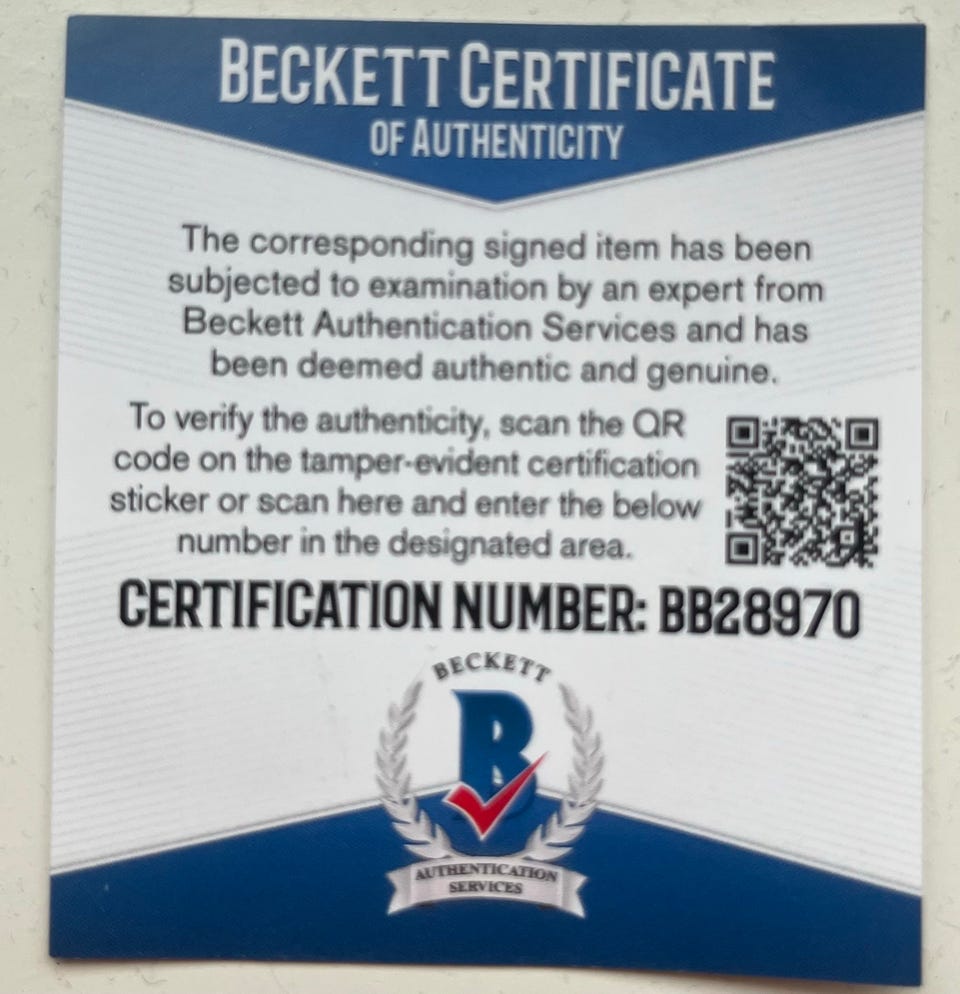 BECKETT CERTIFICATE
OF AUTHENTICITY
The corresponding signed item has been
subjected to examination by an expert from
Beckett Authentication Services and has
been deemed authentic and genuine.
To verify the authenticity, scan the QR
code on the tamper-evident certification
sticker or scan here and enter the below
number in the designated area.
CERTIFICATION NUMBER: BB28970
BECKETT
B
AUTHENTICATION
SERVICES